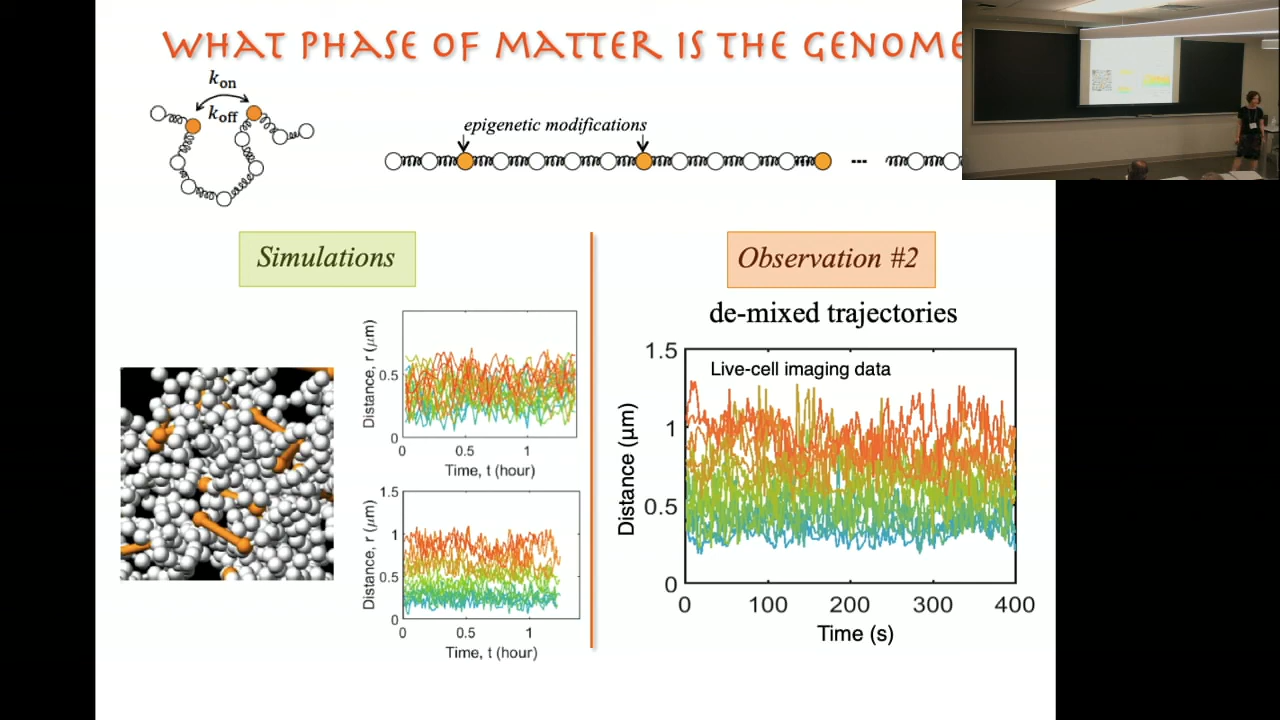 WHAT PHASE OF MATTER IS THE GENOME
kon
koff
epigenetic modifications
...
Simulations
Observation #2
de-mixed trajectories
Distance, r (μm)
0.5
0
0
0.5
1
Time, t (hour)
Distance, r (μm)
1.5
1
0.5
0
0
0.5
1
Time, t (hour)
Live-cell imaging data
Distance (μm)
1.5
1
0.5
0
0
100
200
300
400
Time (s)